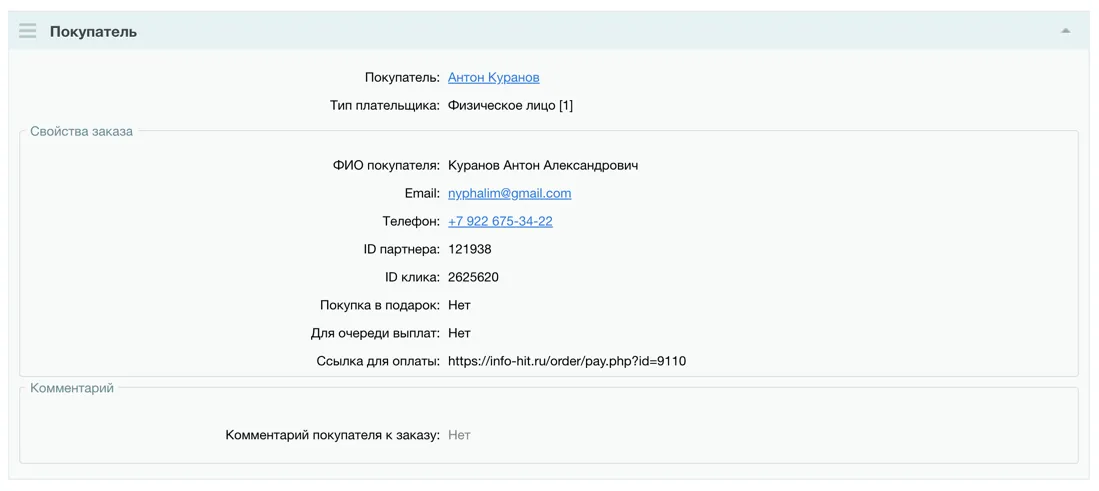 Покупатель
Покупатель: Антон Куранов
Тип плательщика: Физическое лицо [1]
Свойства заказа
ФИО покупателя: Куранов Антон Александрович
Email: nyphalim@gmail.com
Телефон: +7 922 675-34-22
ID партнера: 121938
ID клика: 2625620
Покупка в подарок: Нет
Для очереди выплат: Нет
Ссылка для оплаты: https://info-hit.ru/order/pay.php?id=9110
Комментарий
Комментарий покупателя к заказу: Нет